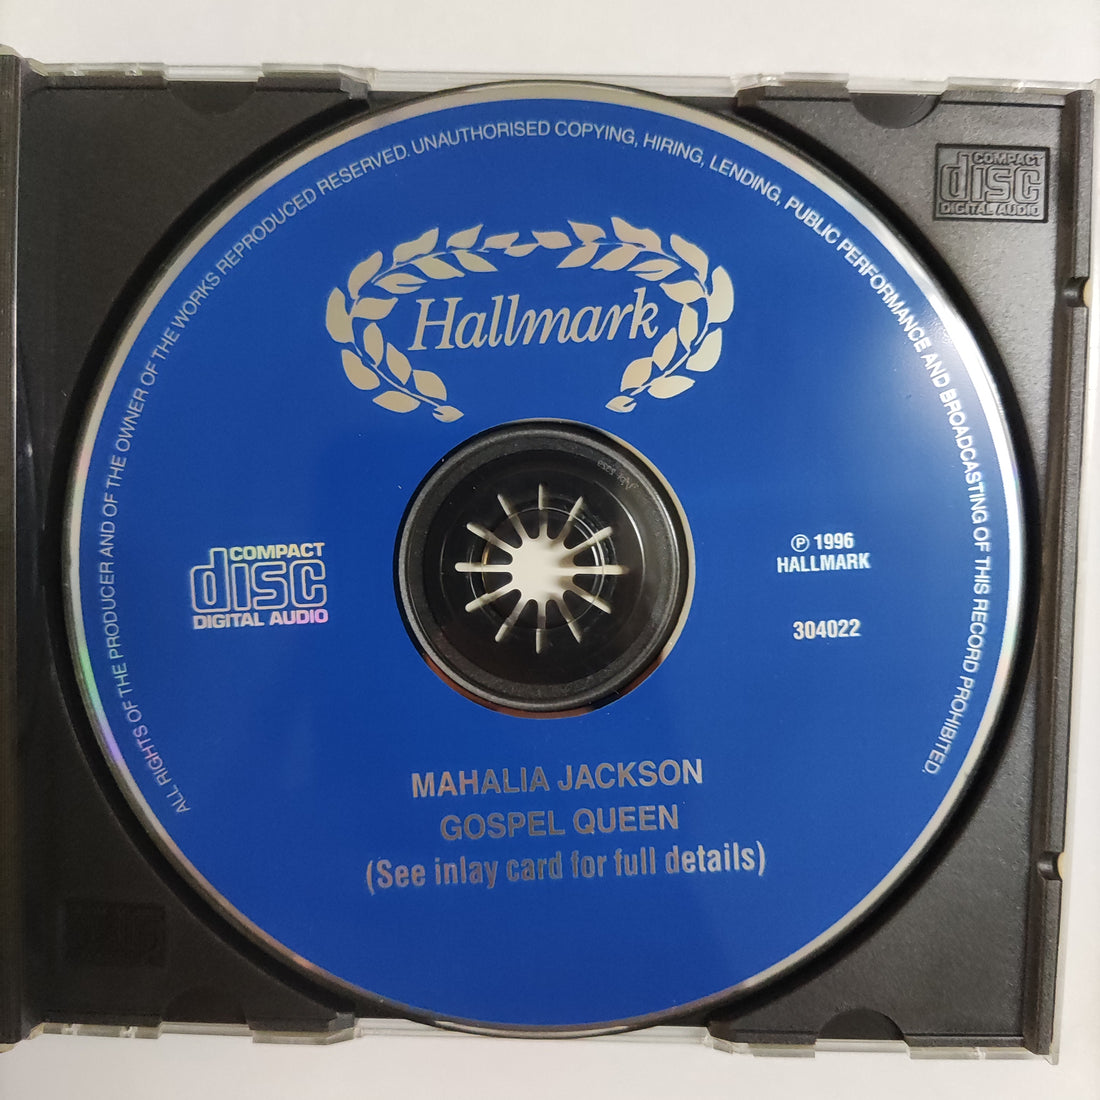 ALL RIGHTS OF THE PRODUCER AND OF THE OWNER OF THE WORKS REPRODUCED RESERVED. UNAUTHORISED COPYING, HIRING, LENDING, PUBLIC PERFORMANCE AND BROADCASTING OF THIS RECORD PROHIBITED.
COMPACT
disc
DIGITAL AUDIO
Hallmark
COMPACT
disc
DIGITAL AUDIO
℗ 1996
HALLMARK
304022
MAHALIA JACKSON
GOSPEL QUEEN
(See inlay card for full details)